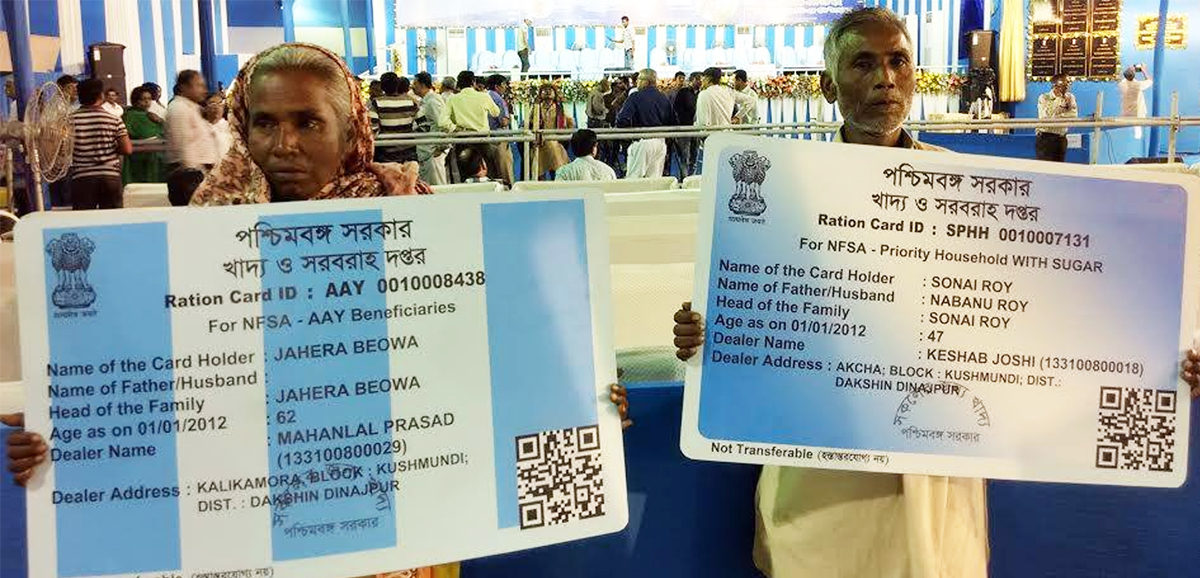 পশ্চিমবঙ্গ সরকার
খাদ্য ও সরবরাহ দপ্তর
Ration Card ID : AAY 0010008438
For NFSA - AAY Beneficiaries
Name of the Card Holder : JAHERA BEOWA
Name of Father/Husband :
Head of the Family : JAHERA BEOWA
Age as on 01/01/2012 : 62
Dealer Name : MAHANLAL PRASAD
(133100800029)
Dealer Address : KALIKAMORA, BLOCK : KUSHMUNDI;
DIST. : DAKSHIN DINAJPUR
পশ্চিমবঙ্গ সরকার
(হস্তান্তরযোগ্য নয়)
পশ্চিমবঙ্গ সরকার
খাদ্য ও সরবরাহ দপ্তর
Ration Card ID : SPHH 0010007131
For NFSA - Priority Household WITH SUGAR
Name of the Card Holder : SONAI ROY
Name of Father/Husband : NABANU ROY
Head of the Family : SONAI ROY
Age as on 01/01/2012 : 47
Dealer Name : KESHAB JOSHI (133100800018)
Dealer Address : AKCHA; BLOCK : KUSHMUNDI; DIST.:
DAKSHIN DINAJPUR
পশ্চিমবঙ্গ সরকার
Not Transferable (হস্তান্তরযোগ্য নয়)